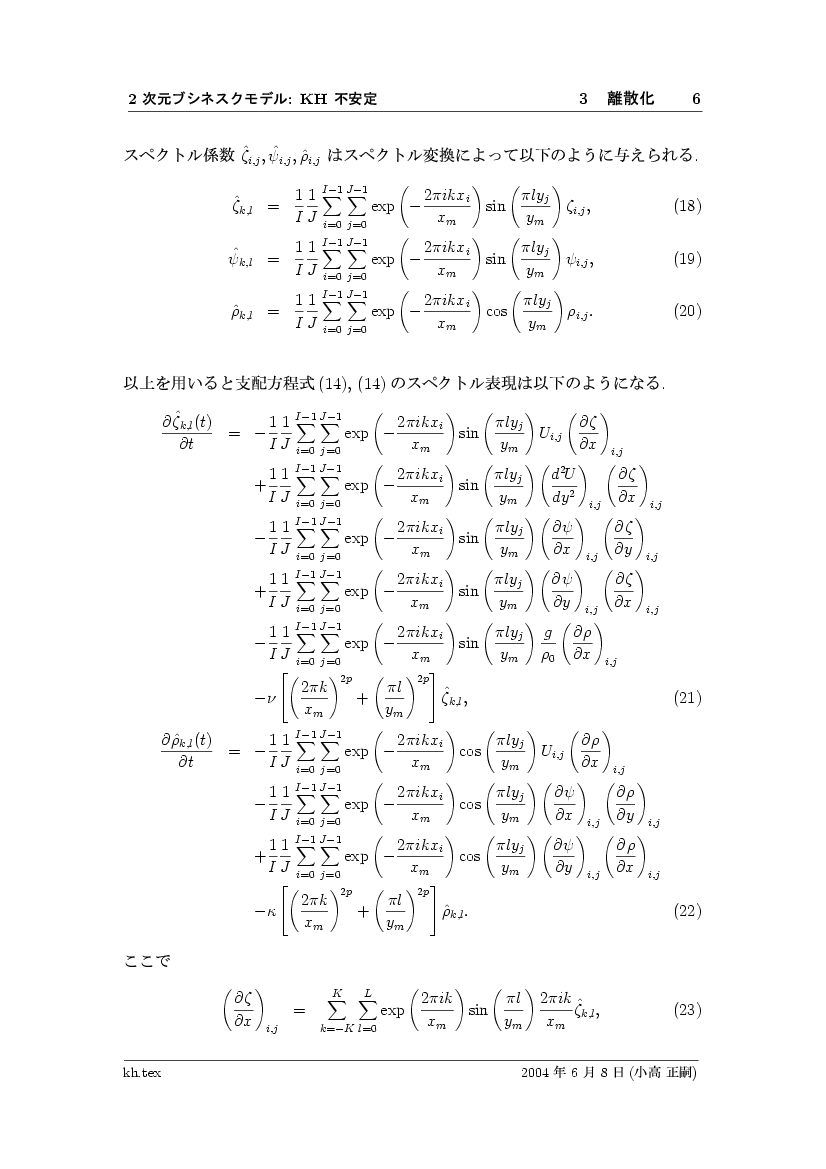 2 次元ブシネスクモデル: KH 不安定 3 離散化 6
スペクトル係数 $\hat{\zeta}_{i,j}, \hat{\psi}_{i,j}, \hat{\rho}_{i,j}$ はスペクトル変換によって以下のように与えられる.
$\hat{\zeta}_{k,l} = \frac{1}{I}\frac{1}{J}\sum_{i=0}^{I-1}\sum_{j=0}^{J-1}\exp\left(-\frac{2\pi ikx_i}{x_m}\right)\sin\left(\frac{\pi ly_j}{y_m}\right)\zeta_{i,j},$ (18)
$\hat{\psi}_{k,l} = \frac{1}{I}\frac{1}{J}\sum_{i=0}^{I-1}\sum_{j=0}^{J-1}\exp\left(-\frac{2\pi ikx_i}{x_m}\right)\sin\left(\frac{\pi ly_j}{y_m}\right)\psi_{i,j},$ (19)
$\hat{\rho}_{k,l} = \frac{1}{I}\frac{1}{J}\sum_{i=0}^{I-1}\sum_{j=0}^{J-1}\exp\left(-\frac{2\pi ikx_i}{x_m}\right)\cos\left(\frac{\pi ly_j}{y_m}\right)\rho_{i,j}.$ (20)
以上を用いると支配方程式 (14), (14) のスペクトル表現は以下のようになる.
$\frac{\partial\hat{\zeta}_{k,l}(t)}{\partial t} = -\frac{1}{I}\frac{1}{J}\sum_{i=0}^{I-1}\sum_{j=0}^{J-1}\exp\left(-\frac{2\pi ikx_i}{x_m}\right)\sin\left(\frac{\pi ly_j}{y_m}\right)U_{i,j}\left(\frac{\partial\zeta}{\partial x}\right)_{i,j}$
$+\frac{1}{I}\frac{1}{J}\sum_{i=0}^{I-1}\sum_{j=0}^{J-1}\exp\left(-\frac{2\pi ikx_i}{x_m}\right)\sin\left(\frac{\pi ly_j}{y_m}\right)\left(\frac{d^2U}{dy^2}\right)_{i,j}\left(\frac{\partial\zeta}{\partial x}\right)_{i,j}$
$-\frac{1}{I}\frac{1}{J}\sum_{i=0}^{I-1}\sum_{j=0}^{J-1}\exp\left(-\frac{2\pi ikx_i}{x_m}\right)\sin\left(\frac{\pi ly_j}{y_m}\right)\left(\frac{\partial\psi}{\partial x}\right)_{i,j}\left(\frac{\partial\zeta}{\partial y}\right)_{i,j}$
$+\frac{1}{I}\frac{1}{J}\sum_{i=0}^{I-1}\sum_{j=0}^{J-1}\exp\left(-\frac{2\pi ikx_i}{x_m}\right)\sin\left(\frac{\pi ly_j}{y_m}\right)\left(\frac{\partial\psi}{\partial y}\right)_{i,j}\left(\frac{\partial\zeta}{\partial x}\right)_{i,j}$
$-\frac{1}{I}\frac{1}{J}\sum_{i=0}^{I-1}\sum_{j=0}^{J-1}\exp\left(-\frac{2\pi ikx_i}{x_m}\right)\sin\left(\frac{\pi ly_j}{y_m}\right)\frac{g}{\rho_0}\left(\frac{\partial\rho}{\partial x}\right)_{i,j}$
$-\nu\left[\left(\frac{2\pi k}{x_m}\right)^{2p}+\left(\frac{\pi l}{y_m}\right)^{2p}\right]\hat{\zeta}_{k,l},$ (21)
$\frac{\partial\hat{\rho}_{k,l}(t)}{\partial t} = -\frac{1}{I}\frac{1}{J}\sum_{i=0}^{I-1}\sum_{j=0}^{J-1}\exp\left(-\frac{2\pi ikx_i}{x_m}\right)\cos\left(\frac{\pi ly_j}{y_m}\right)U_{i,j}\left(\frac{\partial\rho}{\partial x}\right)_{i,j}$
$-\frac{1}{I}\frac{1}{J}\sum_{i=0}^{I-1}\sum_{j=0}^{J-1}\exp\left(-\frac{2\pi ikx_i}{x_m}\right)\cos\left(\frac{\pi ly_j}{y_m}\right)\left(\frac{\partial\psi}{\partial x}\right)_{i,j}\left(\frac{\partial\rho}{\partial y}\right)_{i,j}$
$+\frac{1}{I}\frac{1}{J}\sum_{i=0}^{I-1}\sum_{j=0}^{J-1}\exp\left(-\frac{2\pi ikx_i}{x_m}\right)\cos\left(\frac{\pi ly_j}{y_m}\right)\left(\frac{\partial\psi}{\partial y}\right)_{i,j}\left(\frac{\partial\rho}{\partial x}\right)_{i,j}$
$-\kappa\left[\left(\frac{2\pi k}{x_m}\right)^{2p}+\left(\frac{\pi l}{y_m}\right)^{2p}\right]\hat{\rho}_{k,l}.$ (22)
ここで
$\left(\frac{\partial\zeta}{\partial x}\right)_{i,j} = \sum_{k=-K}^{K}\sum_{l=0}^{L}\exp\left(\frac{2\pi ik}{x_m}\right)\sin\left(\frac{\pi l}{y_m}\right)\frac{2\pi ik}{x_m}\hat{\zeta}_{k,l},$ (23)
kh.tex 2004 年 6 月 8 日 (小高 正嗣)